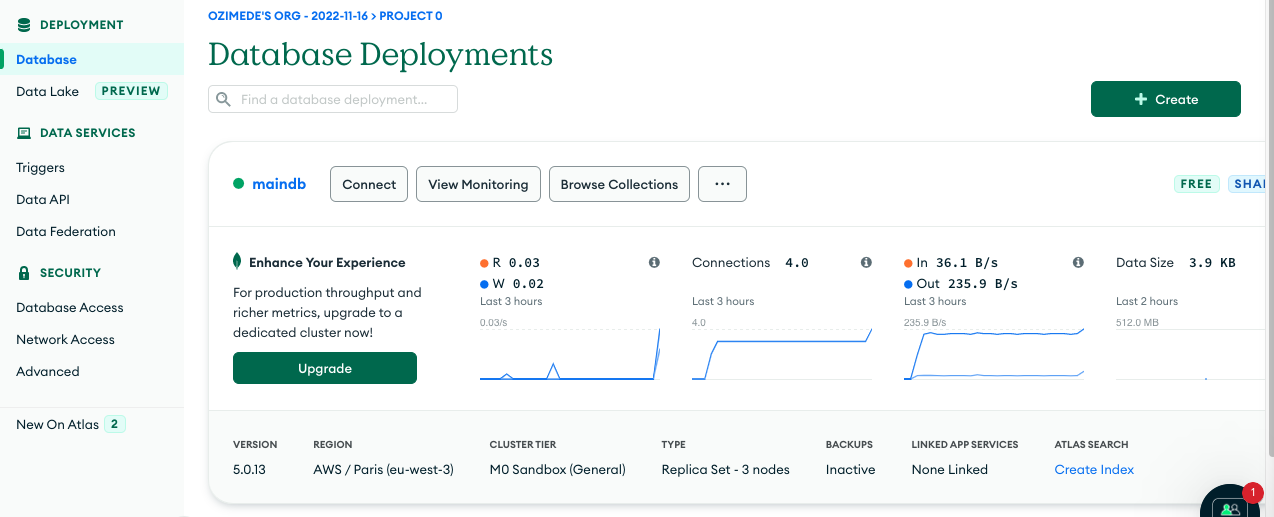 OZIMEDE'S ORG - 2022-11-16 > PROJECT 0
DEPLOYMENT
Database
Data Lake PREVIEW
DATA SERVICES
Triggers
Data API
Data Federation
SECURITY
Database Access
Network Access
Advanced
New On Atlas 2
Database Deployments
Find a database deployment...
+ Create
maindb
Connect
View Monitoring
Browse Collections
...
FREE
SHA
Enhance Your Experience
For production throughput and
richer metrics, upgrade to a
dedicated cluster now!
Upgrade
R 0.03
W 0.02
Last 3 hours
0.03/s
Connections 4.0
Last 3 hours
4.0
In 36.1 B/s
Out 235.9 B/s
Last 3 hours
235.9 B/s
Data Size 3.9 KB
Last 2 hours
512.0 MB
VERSION
5.0.13
REGION
AWS / Paris (eu-west-3)
CLUSTER TIER
M0 Sandbox (General)
TYPE
Replica Set - 3 nodes
BACKUPS
Inactive
LINKED APP SERVICES
None Linked
ATLAS SEARCH
Create Index
1